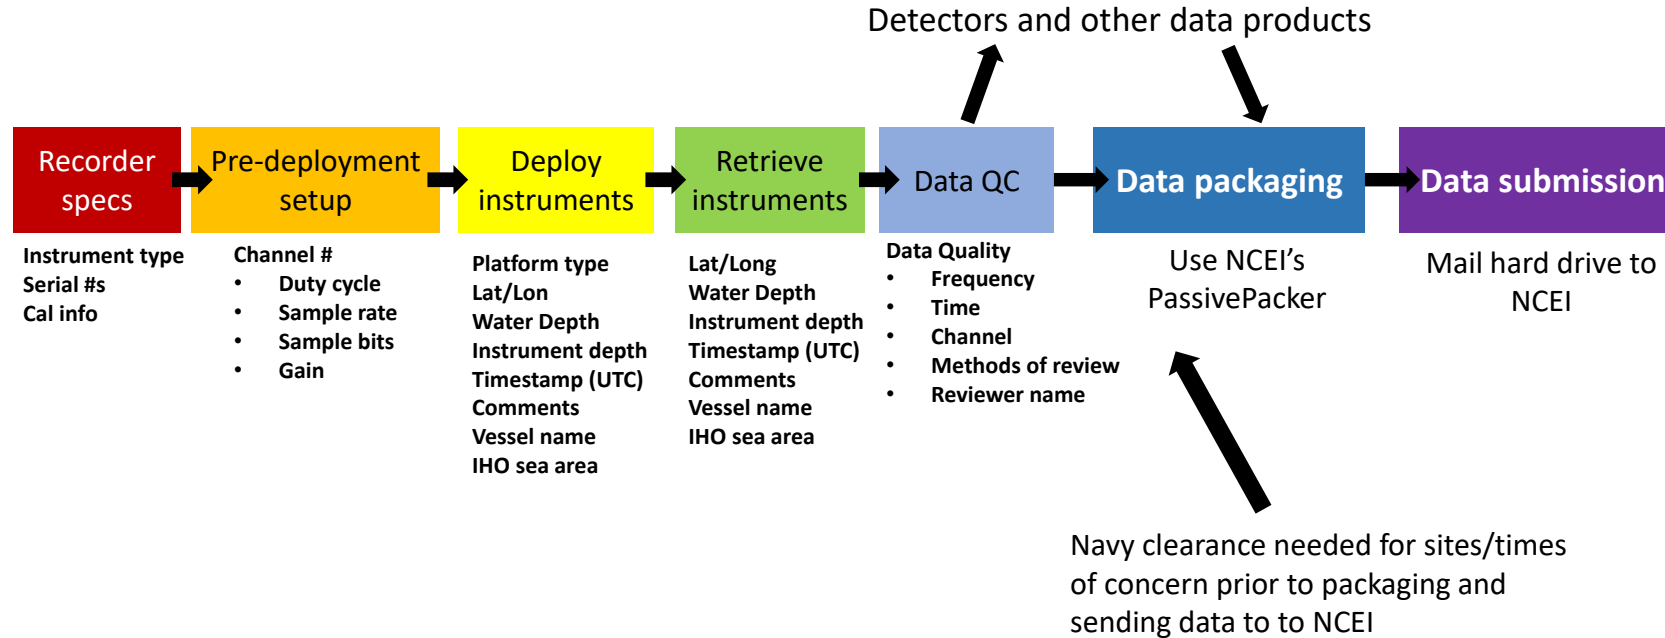 Detectors and other data products
Recorder
specs
Pre-deployment
setup
Deploy
instruments
Retrieve
instruments
Data QC
Data packaging
Data submission
Instrument type
Serial #s
Cal info
Channel #
• Duty cycle
• Sample rate
• Sample bits
• Gain
Platform type
Lat/Lon
Water Depth
Instrument depth
Timestamp (UTC)
Comments
Vessel name
IHO sea area
Lat/Long
Water Depth
Instrument depth
Timestamp (UTC)
Comments
Vessel name
IHO sea area
Data Quality
• Frequency
• Time
• Channel
• Methods of review
• Reviewer name
Use NCEI’s
PassivePacker
Mail hard drive to
NCEI
Navy clearance needed for sites/times
of concern prior to packaging and
sending data to to NCEI